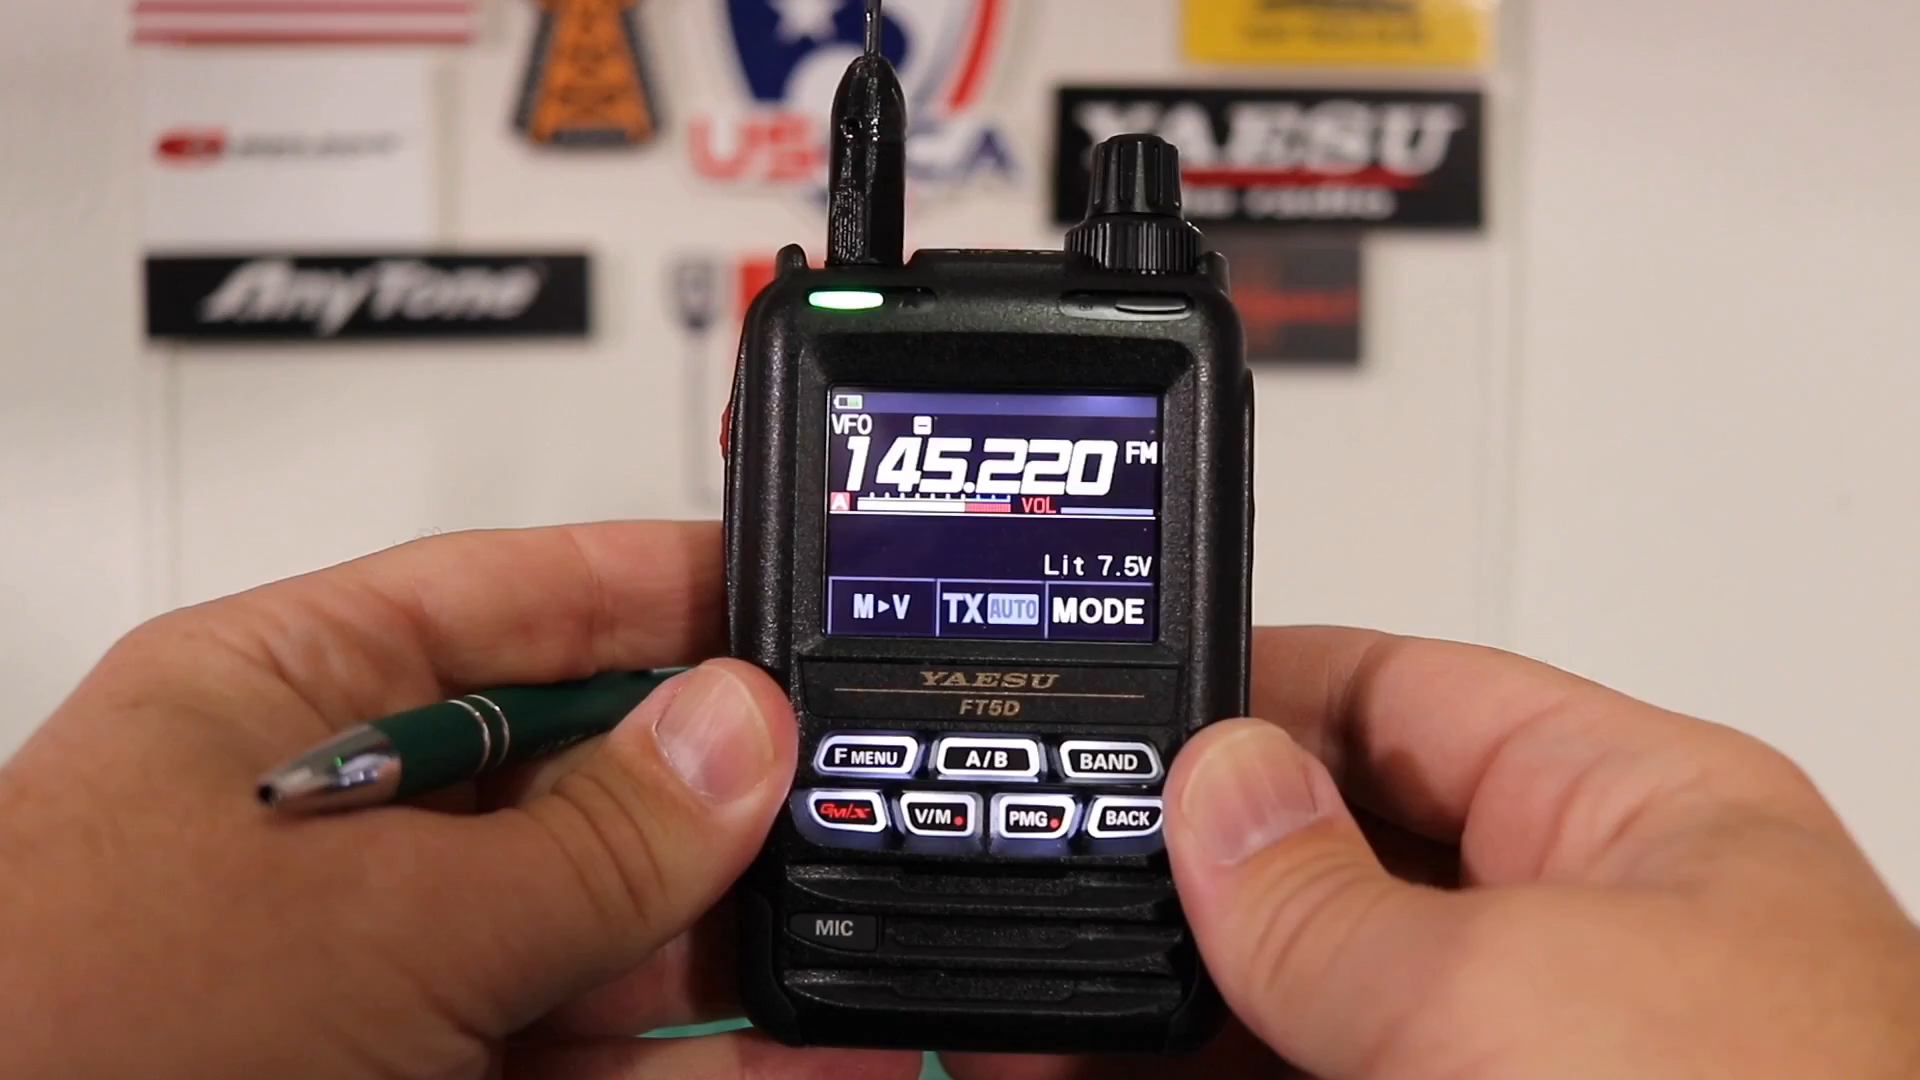 YAESU
AnyTone
VFO
-
145.220 FM
A VOL
Lit 7.5V
M▸V TX AUTO MODE
YAESU
FT5D
F MENU A/B BAND
GM/X V/M PMG BACK
MIC